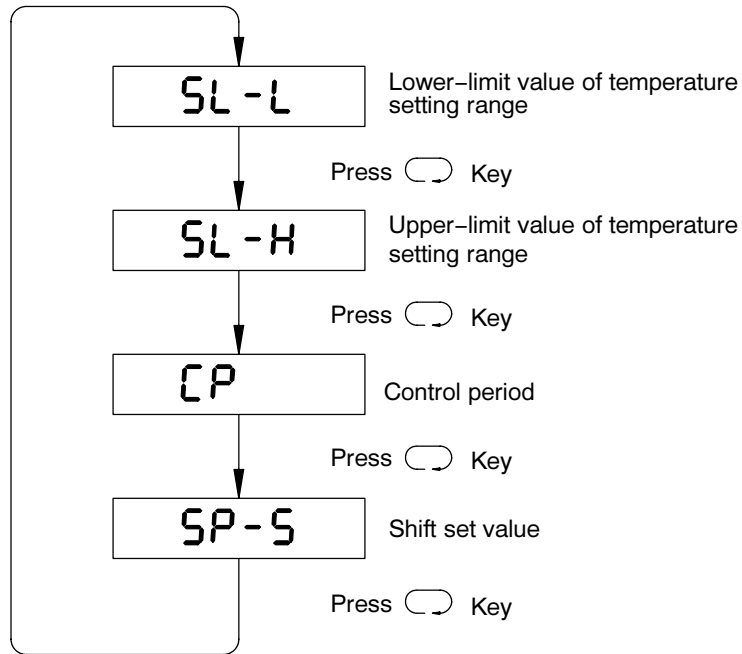 SL-L
Lower–limit value of temperature
setting range
Press Key
SL-H
Upper–limit value of temperature
setting range
Press Key
CP
Control period
Press Key
SP-S
Shift set value
Press Key